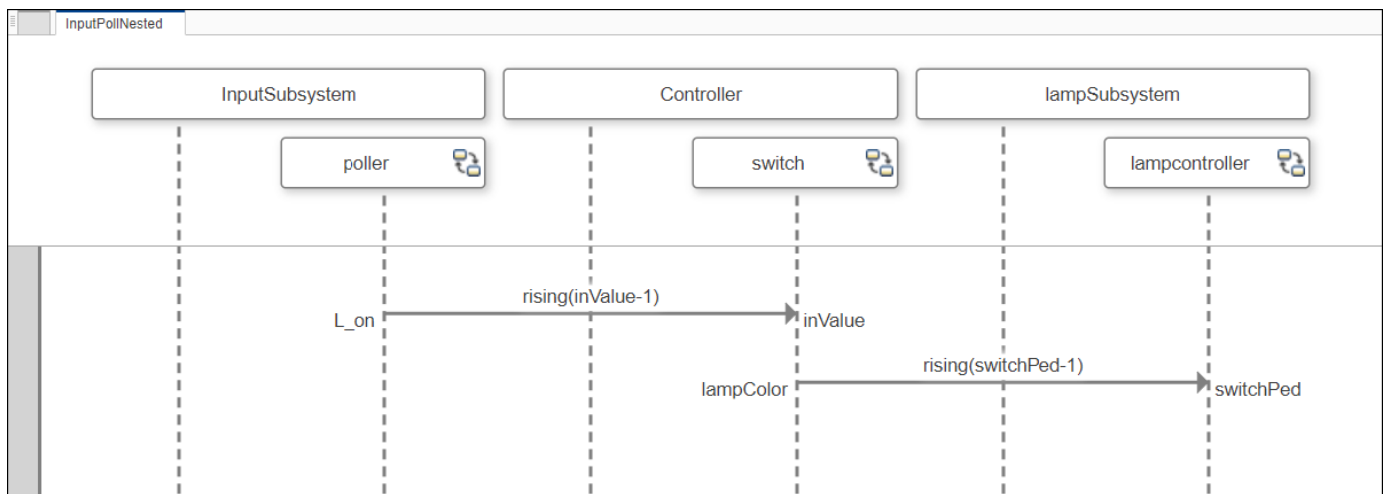 InputPollNested
InputSubsystem
Controller
lampSubsystem
poller
switch
lampcontroller
rising(inValue-1)
L_on
inValue
rising(switchPed-1)
lampColor
switchPed